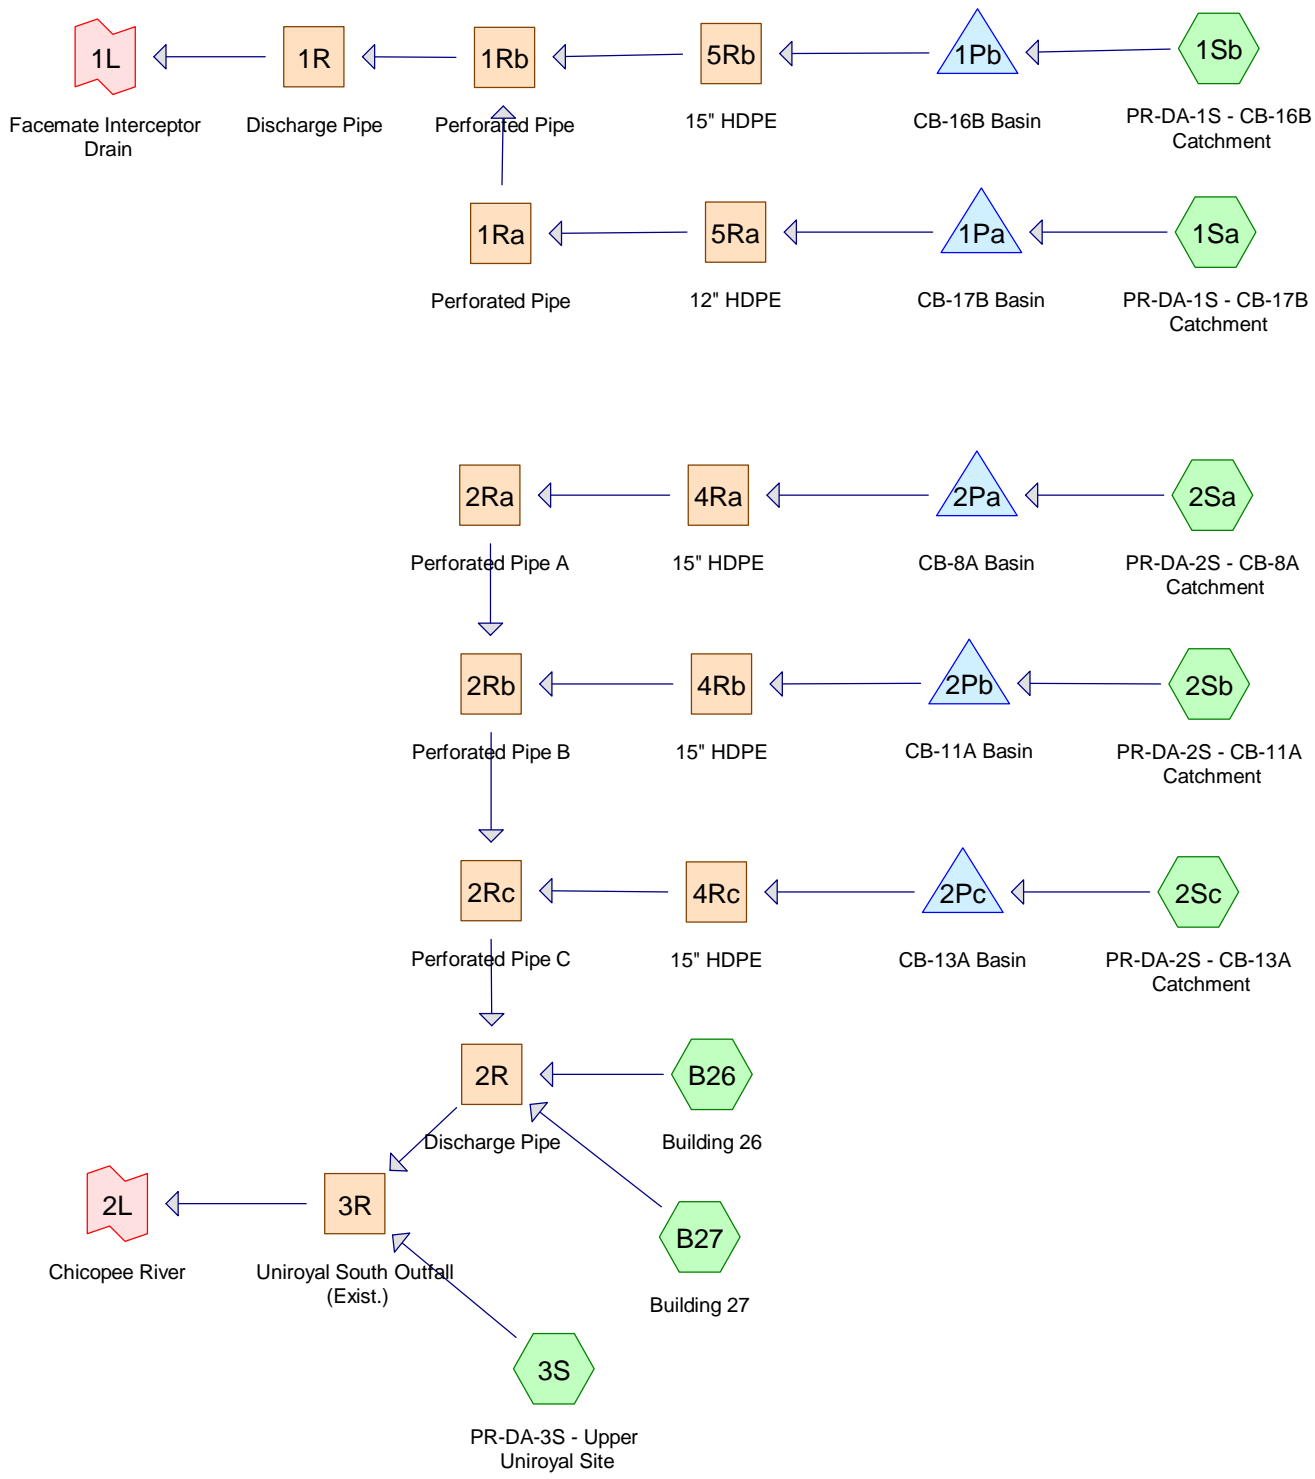 1L
1R
1Rb
5Rb
1Pb
1Sb
Facemate Interceptor
Drain
Discharge Pipe
Perforated Pipe
15" HDPE
CB-16B Basin
PR-DA-1S - CB-16B
Catchment
1Ra
5Ra
1Pa
1Sa
Perforated Pipe
12" HDPE
CB-17B Basin
PR-DA-1S - CB-17B
Catchment
2Ra
4Ra
2Pa
2Sa
Perforated Pipe A
15" HDPE
CB-8A Basin
PR-DA-2S - CB-8A
Catchment
2Rb
4Rb
2Pb
2Sb
Perforated Pipe B
15" HDPE
CB-11A Basin
PR-DA-2S - CB-11A
Catchment
2Rc
4Rc
2Pc
2Sc
Perforated Pipe C
15" HDPE
CB-13A Basin
PR-DA-2S - CB-13A
Catchment
2R
B26
Discharge Pipe
Building 26
2L
3R
B27
Chicopee River
Uniroyal South Outfall
(Exist.)
Building 27
3S
PR-DA-3S - Upper
Uniroyal Site